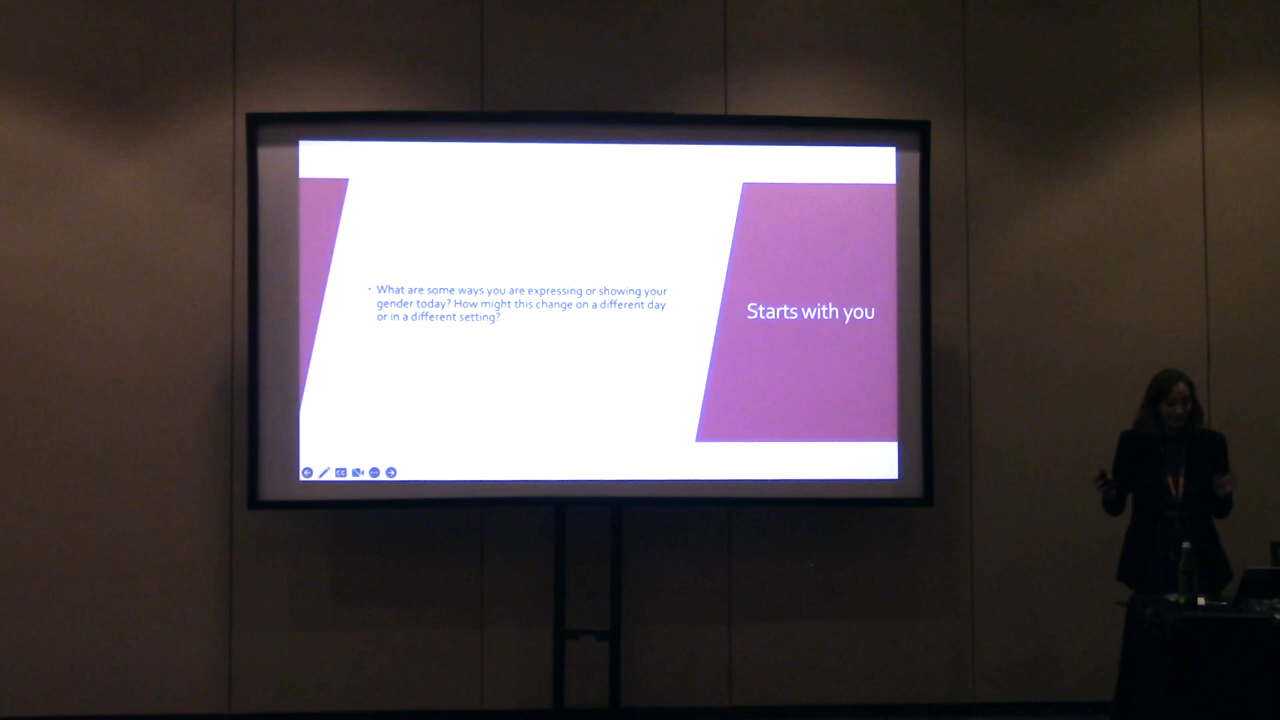 • What are some ways you are expressing or showing your
gender today? How might this change on a different day
or in a different setting?
Starts with you
CC